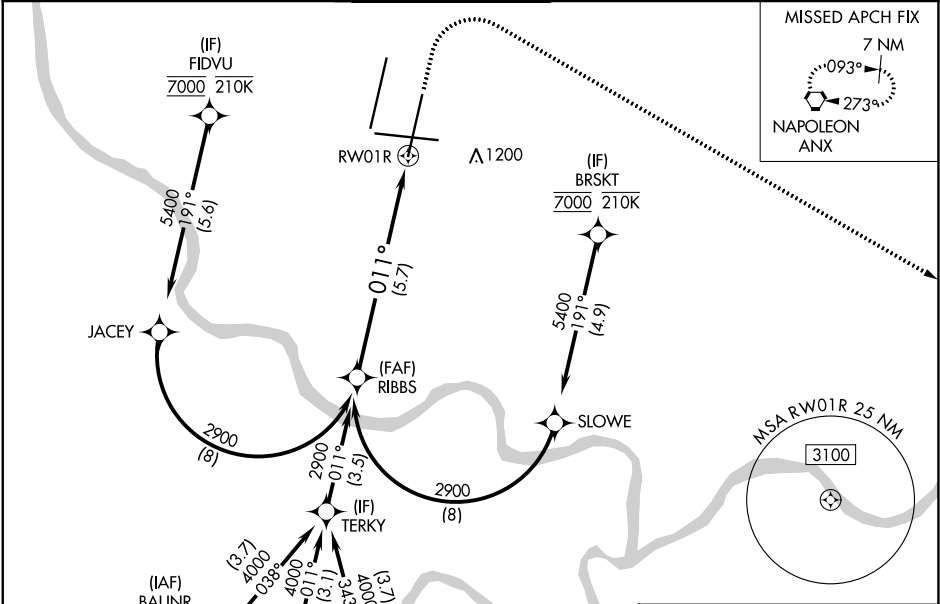 MISSED APCH FIX
7 NM
093°
273°
NAPOLEON
ANX
(IF)
FIDVU
7000 210K
5400
191°
(5.6)
RW01R
1200
(IF)
BRSKT
7000 210K
011°
(5.7)
5400
191°
(4.9)
JACEY
(FAF)
RIBBS
SLOWE
2900
(8)
2900
011°
(3.5)
2900
(8)
MSA RW01R 25 NM
3100
(IF)
TERKY
(3.7)
4000
038°
4000
011°
(3.1)
(3.7)
4000
343
(IAF)
BAUNR